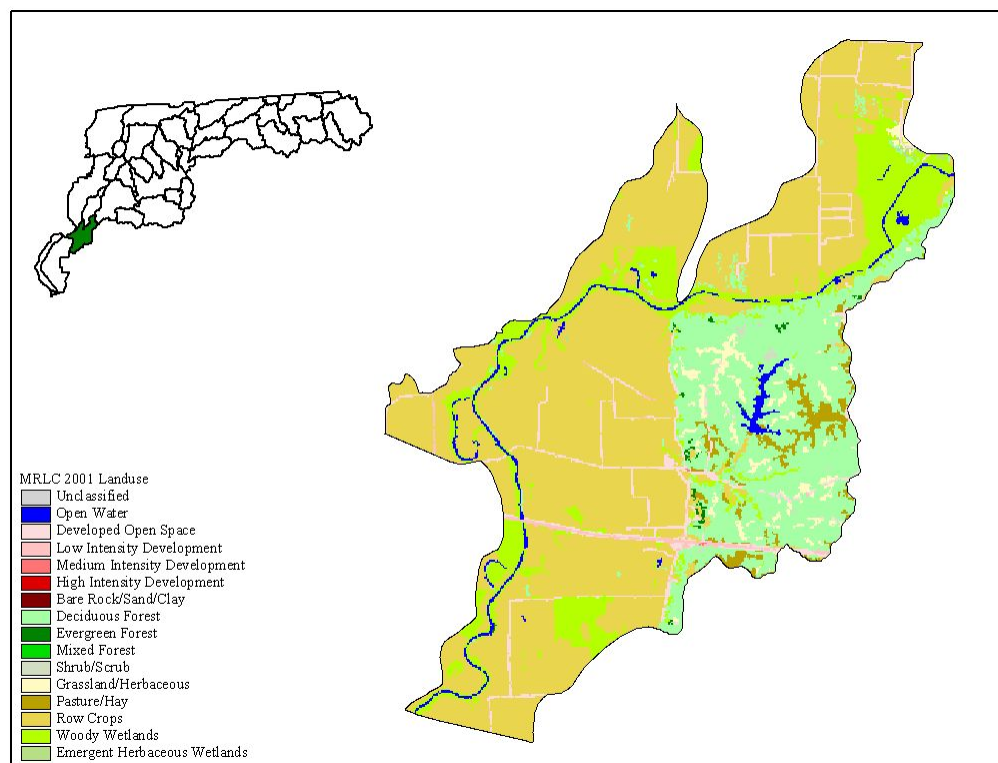 MRLC 2001 Landuse
Unclassified
Open Water
Developed Open Space
Low Intensity Development
Medium Intensity Development
High Intensity Development
Bare Rock/Sand/Clay
Deciduous Forest
Evergreen Forest
Mixed Forest
Shrub/Scrub
Grassland/Herbaceous
Pasture/Hay
Row Crops
Woody Wetlands
Emergent Herbaceous Wetlands